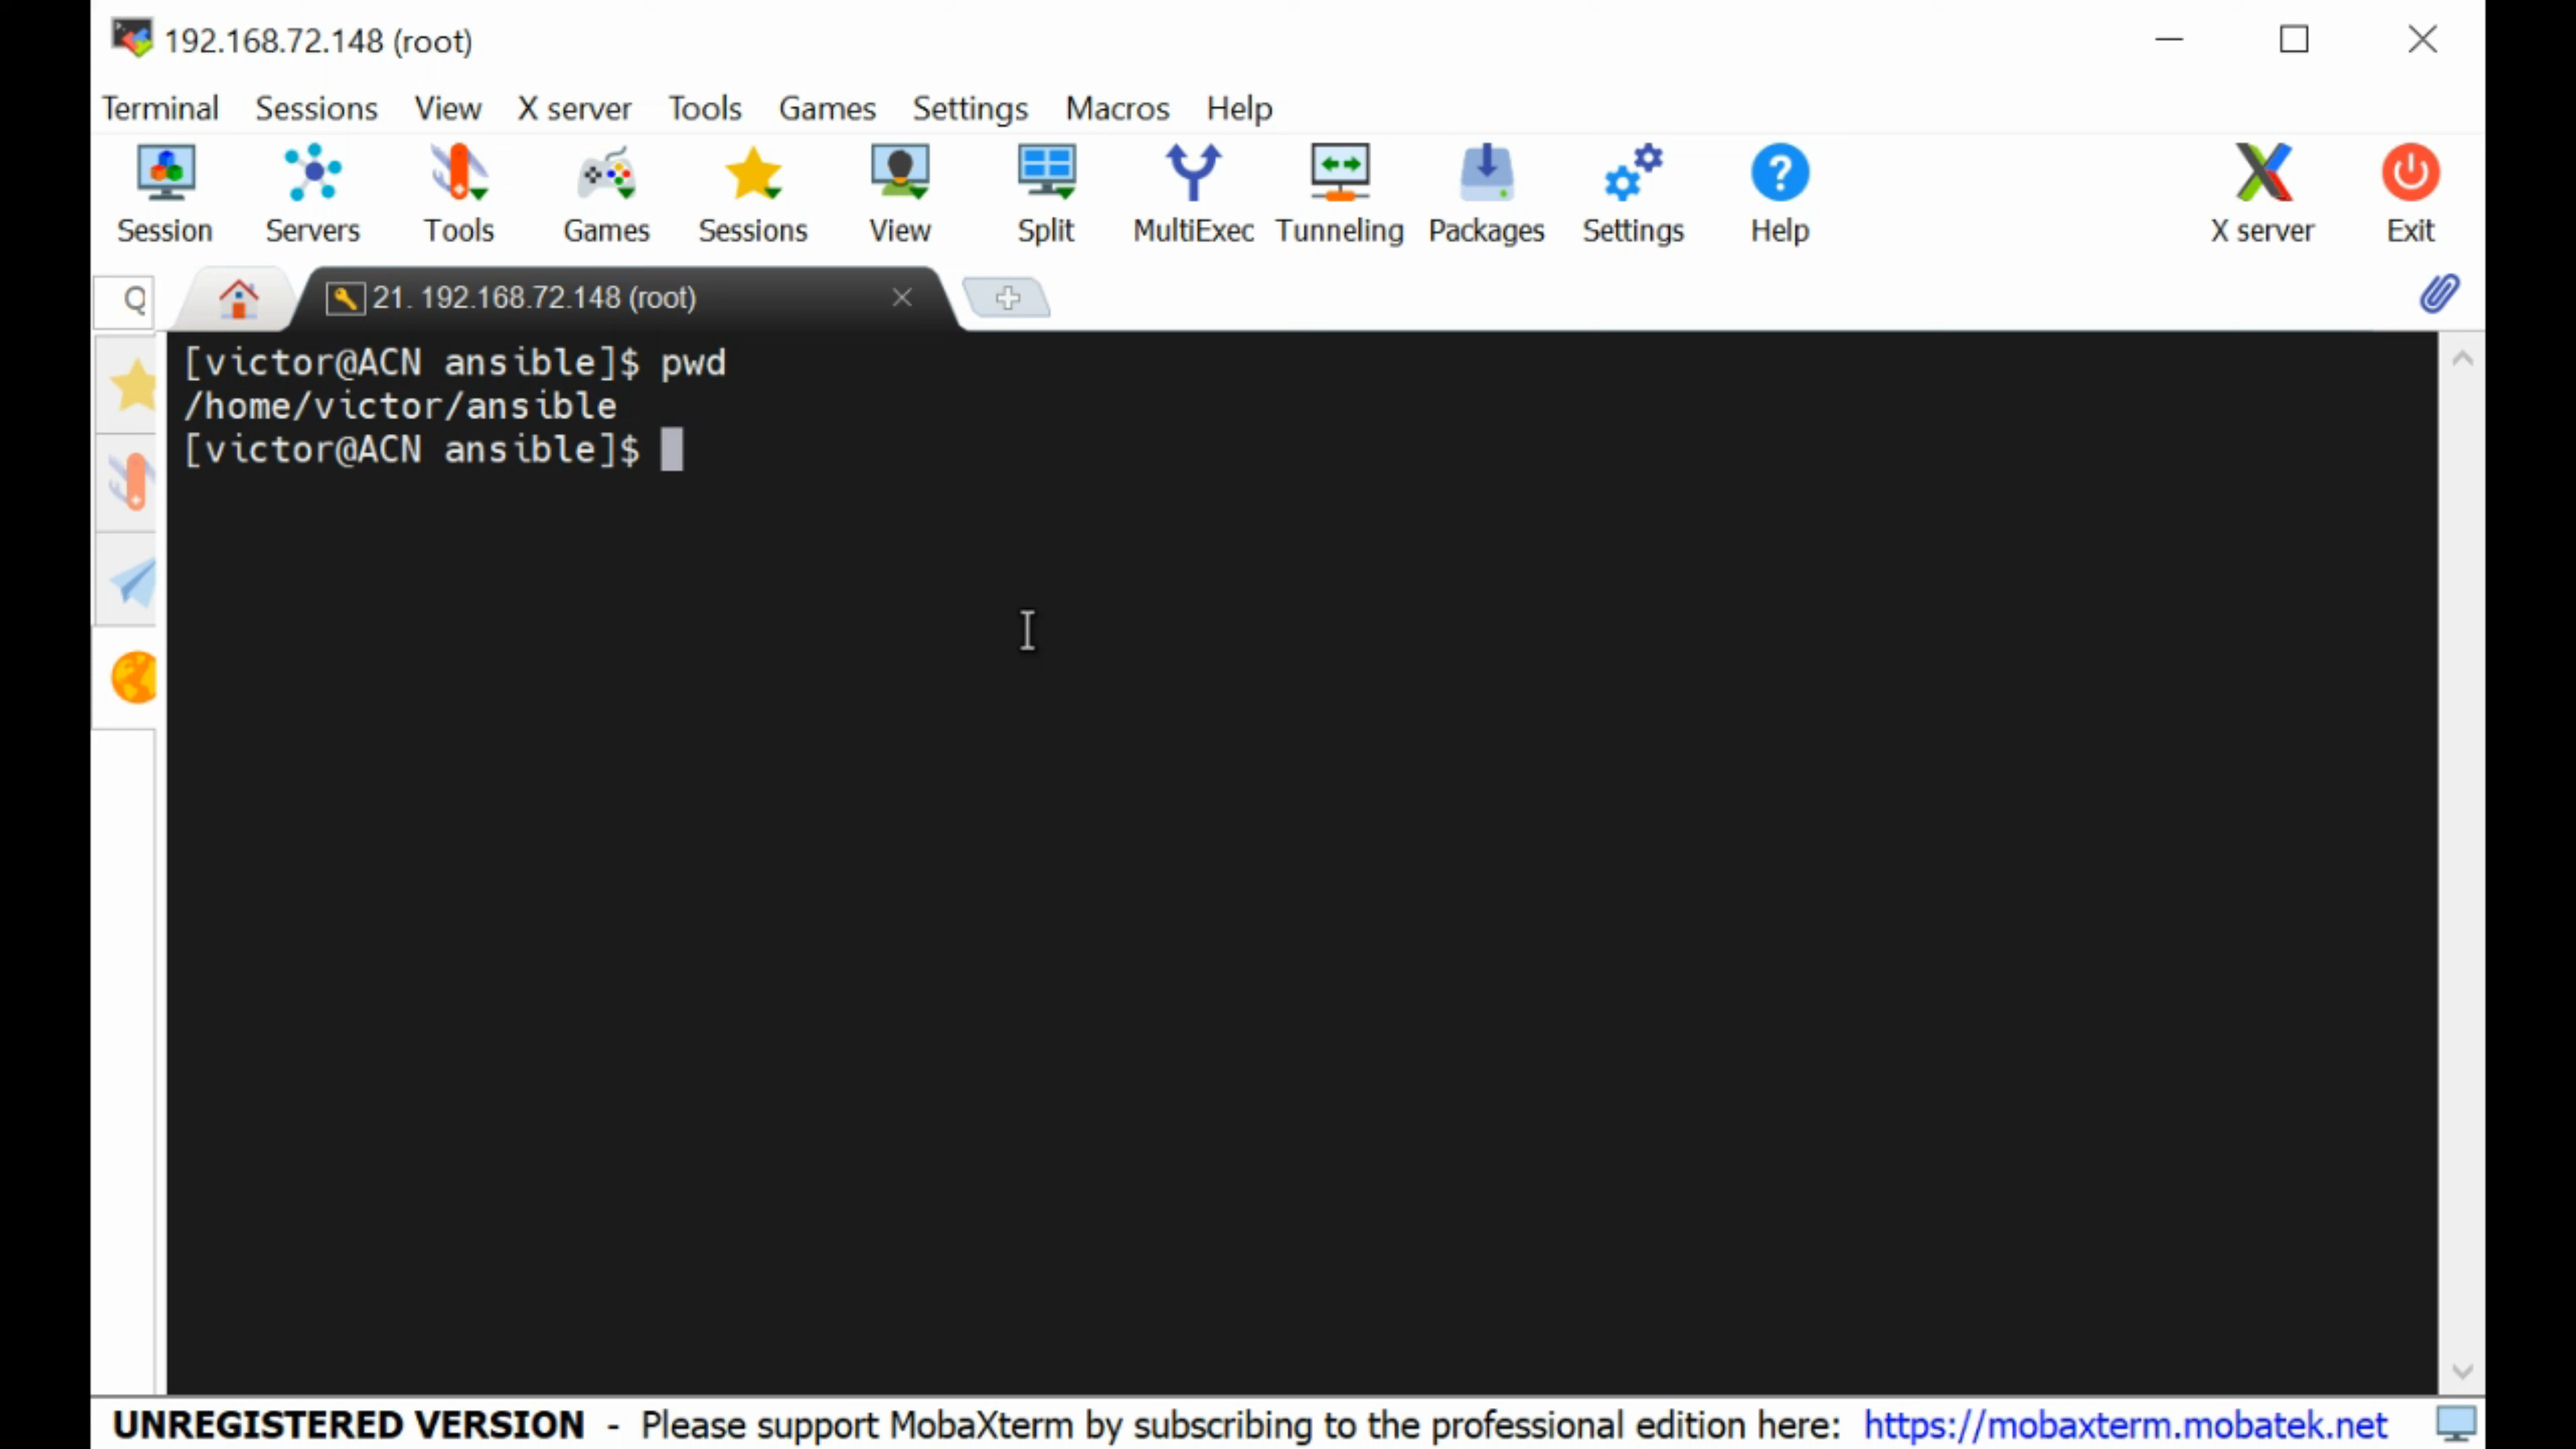 192.168.72.148 (root)
Terminal Sessions View X server Tools Games Settings Macros Help
Session Servers Tools Games Sessions View Split MultiExec Tunneling Packages Settings Help X server Exit
21. 192.168.72.148 (root)
[victor@ACN ansible]$ pwd
/home/victor/ansible
[victor@ACN ansible]$
UNREGISTERED VERSION - Please support MobaXterm by subscribing to the professional edition here: https://mobaxterm.mobatek.net